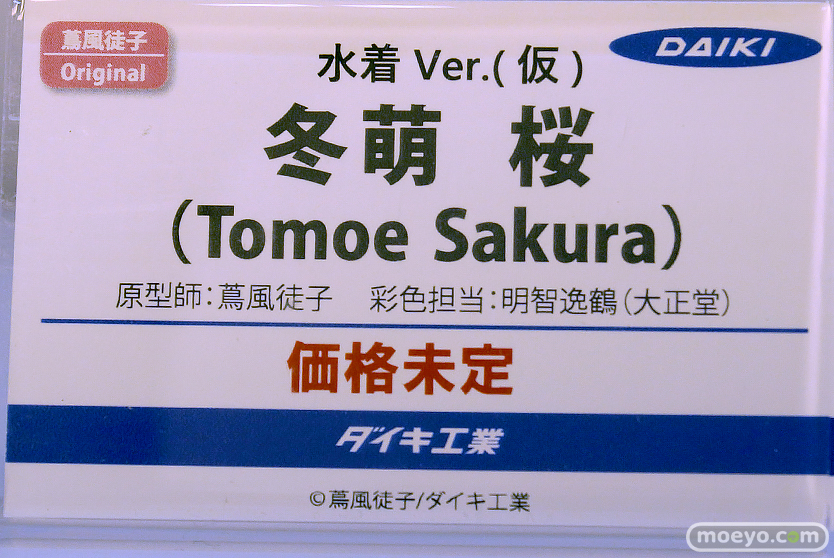 蔦風徒子
Original
DAIKI
水着 Ver.(仮)
冬萌 桜
(Tomoe Sakura)
原型師:蔦風徒子 彩色担当:明智逸鶴(大正堂)
価格未定
ダイキ工業
©蔦風徒子/ダイキ工業
moeyo.com